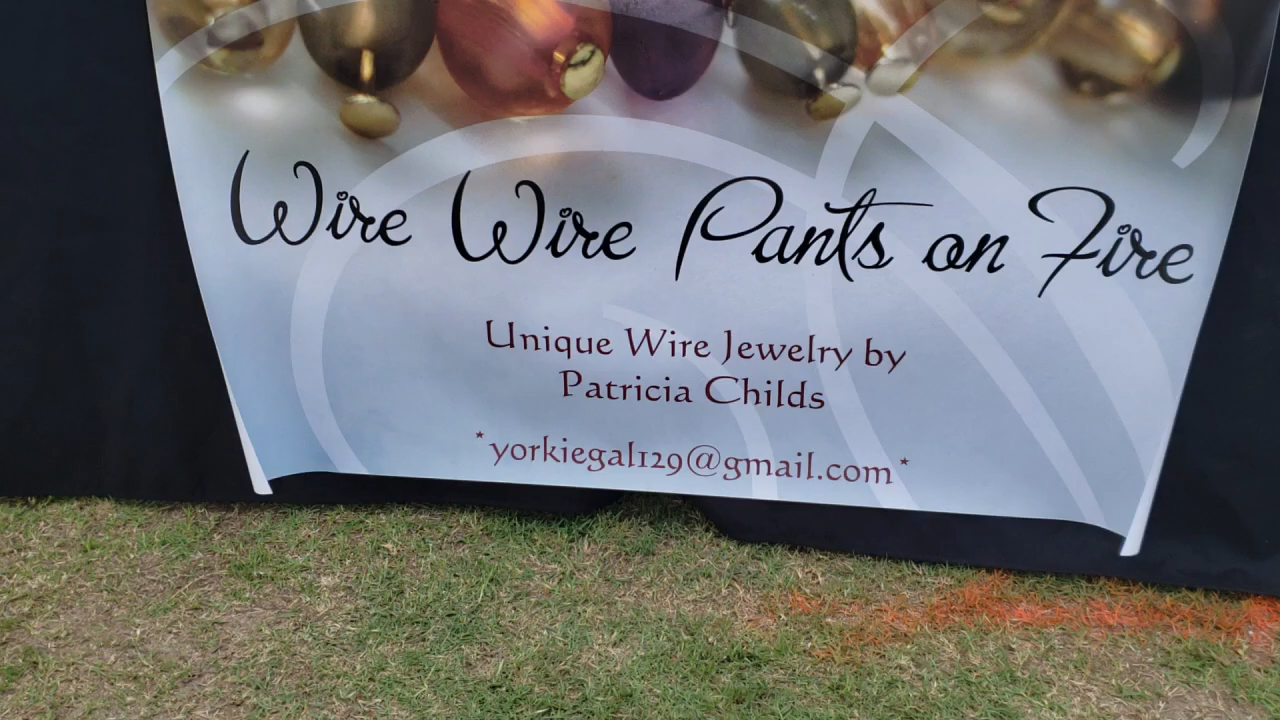 Wire Wire Pants on Fire
Unique Wire Jewelry by
Patricia Childs
*yorkiegal129@gmail.com*